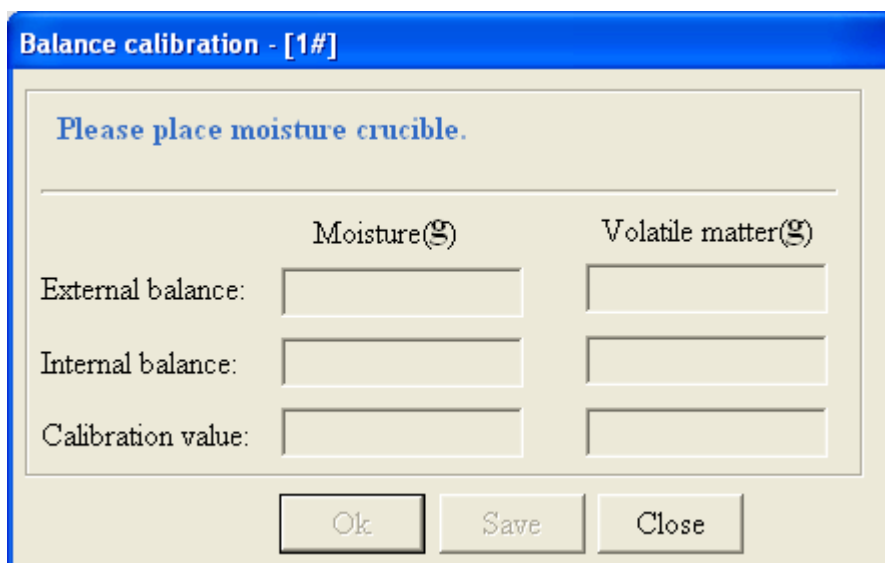 Balance calibration - [1#]
Please place moisture crucible.
Moisture(g) Volatile matter(g)
External balance:
Internal balance:
Calibration value:
Ok Save Close